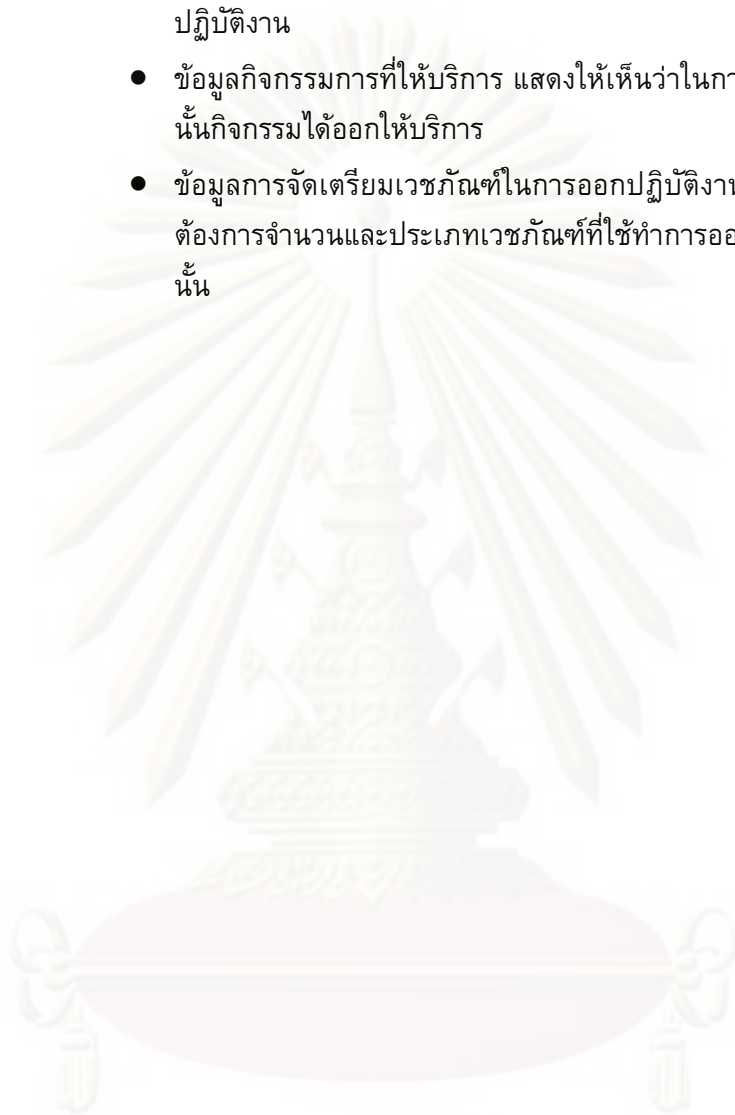 ปฏิบัติงาน
● ข้อมูลกิจกรรมการที่ให้บริการ แสดงให้เห็นว่าในกา
นั้นกิจกรรมได้ออกให้บริการ
● ข้อมูลการจัดเตรียมเวชภัณฑ์ในการออกปฏิบัติงาน
ต้องการจำนวนและประเภทเวชภัณฑ์ที่ใช้ทำการออ
นั้น